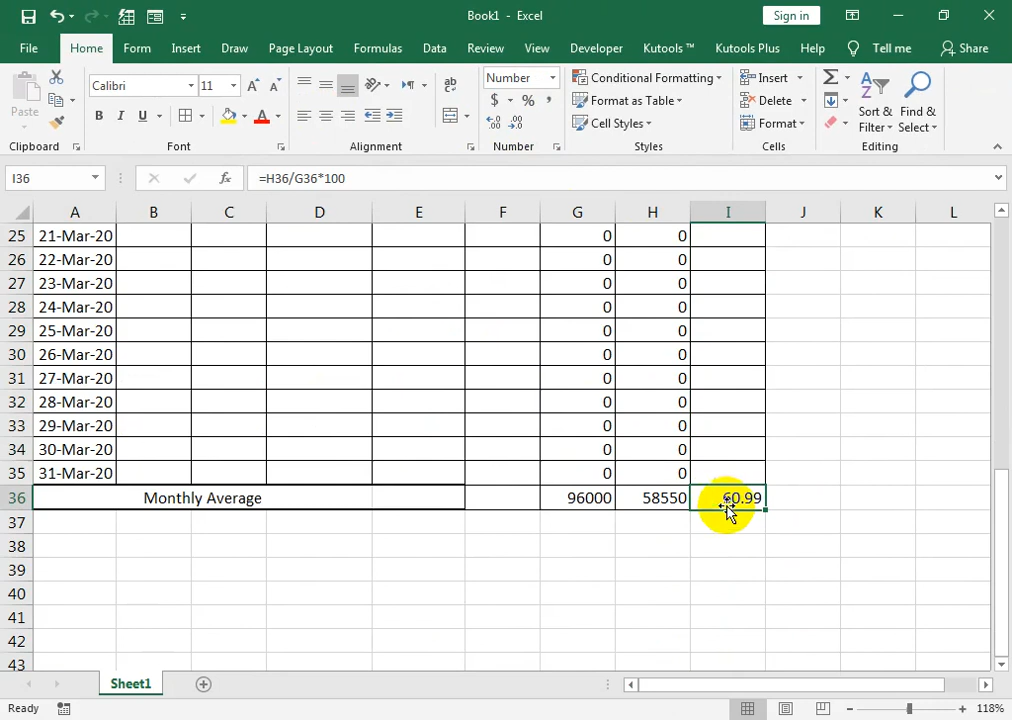 Book1 - Excel
Sign in
File Home Form Insert Draw Page Layout Formulas Data Review View Developer Kutools ™ Kutools Plus Help Tell me Share
Paste
Calibri 11
B I U A
Number
$ % ,
Conditional Formatting
Format as Table
Cell Styles
Insert
Delete
Format
Sort & Filter
Find & Select
Clipboard Font Alignment Number Styles Cells Editing
I36 fx =H36/G36*100
A B C D E F G H I J K L
25 21-Mar-20 0 0
26 22-Mar-20 0 0
27 23-Mar-20 0 0
28 24-Mar-20 0 0
29 25-Mar-20 0 0
30 26-Mar-20 0 0
31 27-Mar-20 0 0
32 28-Mar-20 0 0
33 29-Mar-20 0 0
34 30-Mar-20 0 0
35 31-Mar-20 0 0
36 Monthly Average 96000 58550 60.99
37
38
39
40
41
42
43
Sheet1
Ready 118%